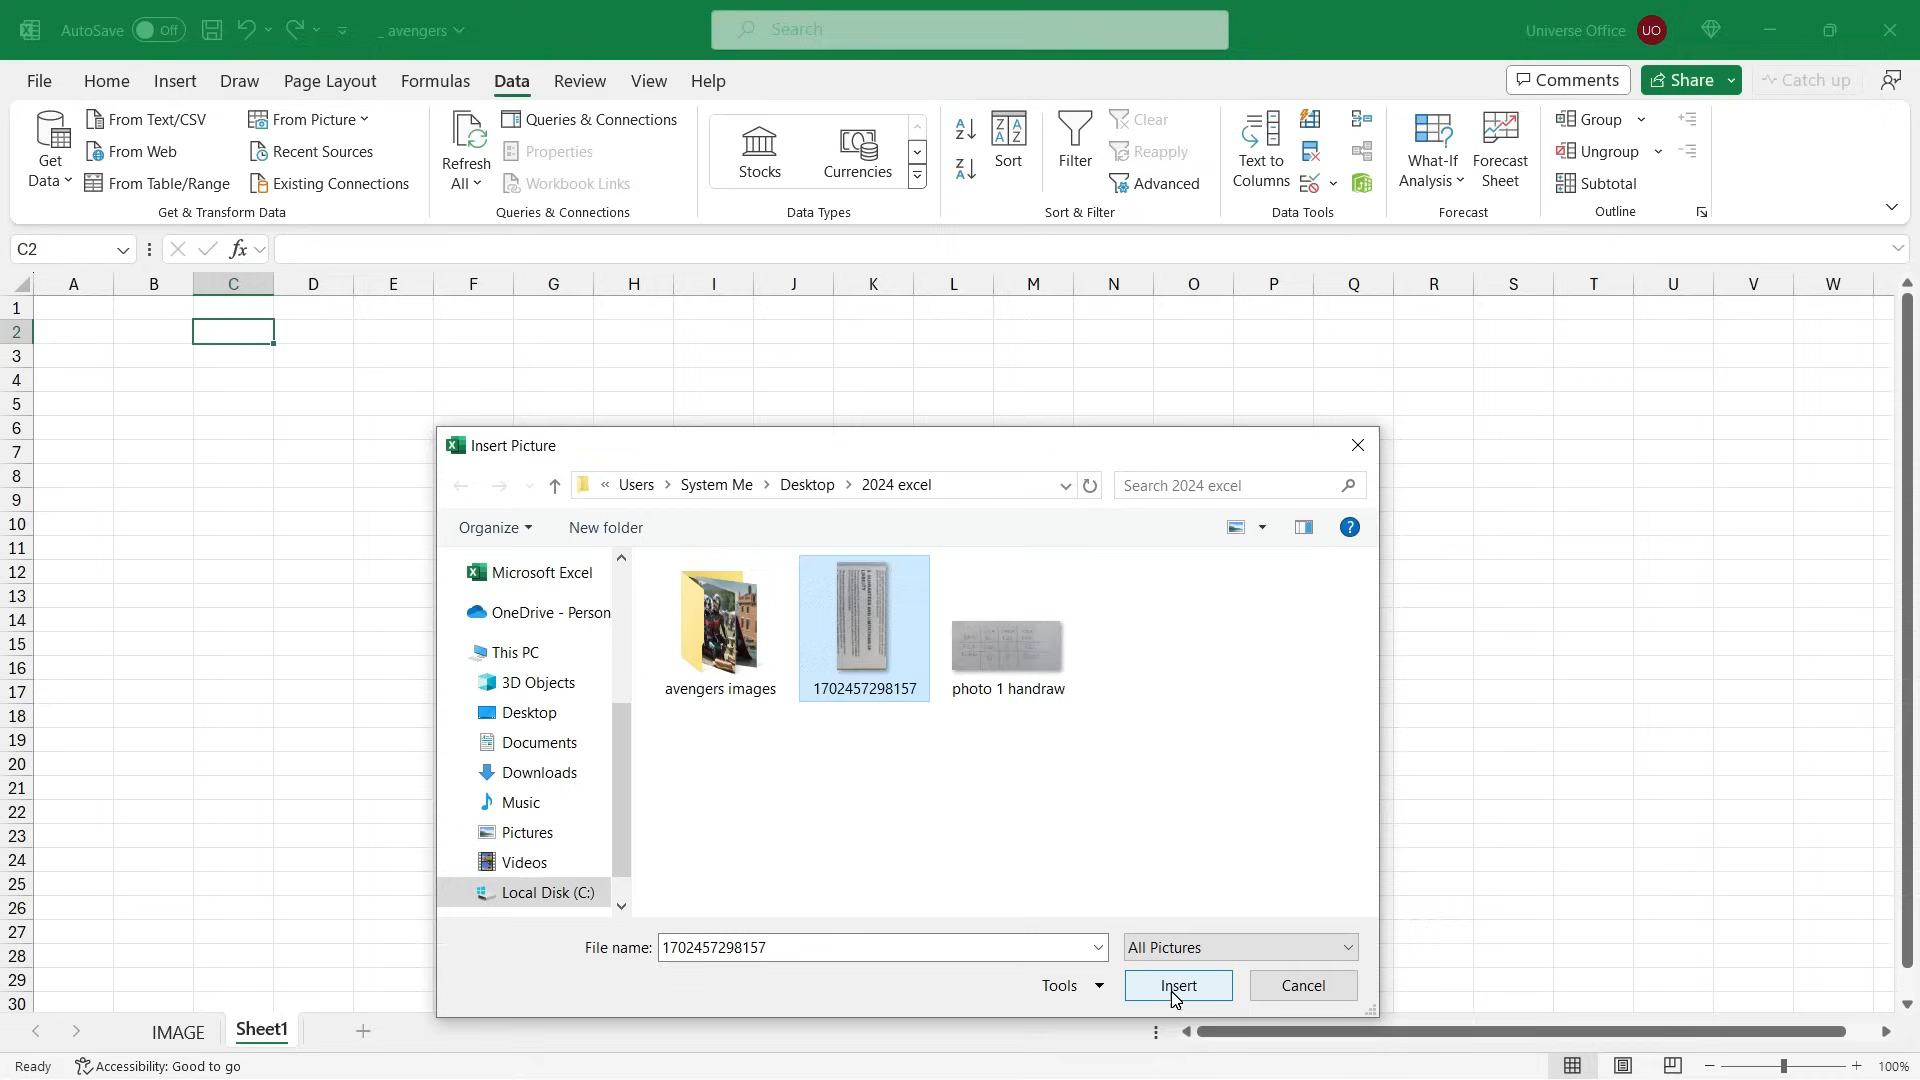 AutoSave Off _ avengers Search Universe Office UO
File Home Insert Draw Page Layout Formulas Data Review View Help Comments Share Catch up
Get Data From Text/CSV From Web From Table/Range From Picture Recent Sources Existing Connections
Get & Transform Data
Refresh All Queries & Connections Properties Workbook Links
Queries & Connections
Stocks Currencies
Data Types
Sort Filter Clear Reapply Advanced
Sort & Filter
Text to Columns
Data Tools
What-If Analysis Forecast Sheet
Forecast
Group Ungroup Subtotal
Outline
C2 fx
A B C D E F G H I J K L M N O P Q R S T U V W
1
2
3
4
5
6
7
8
9
10
11
12
13
14
15
16
17
18
19
20
21
22
23
24
25
26
27
28
29
30
Insert Picture
« Users > System Me > Desktop > 2024 excel Search 2024 excel
Organize New folder
Microsoft Excel
OneDrive - Person
This PC
3D Objects
Desktop
Documents
Downloads
Music
Pictures
Videos
Local Disk (C:)
avengers images 1702457298157 photo 1 handraw
File name: 1702457298157 All Pictures
Tools Insert Cancel
IMAGE Sheet1
Ready Accessibility: Good to go 100%